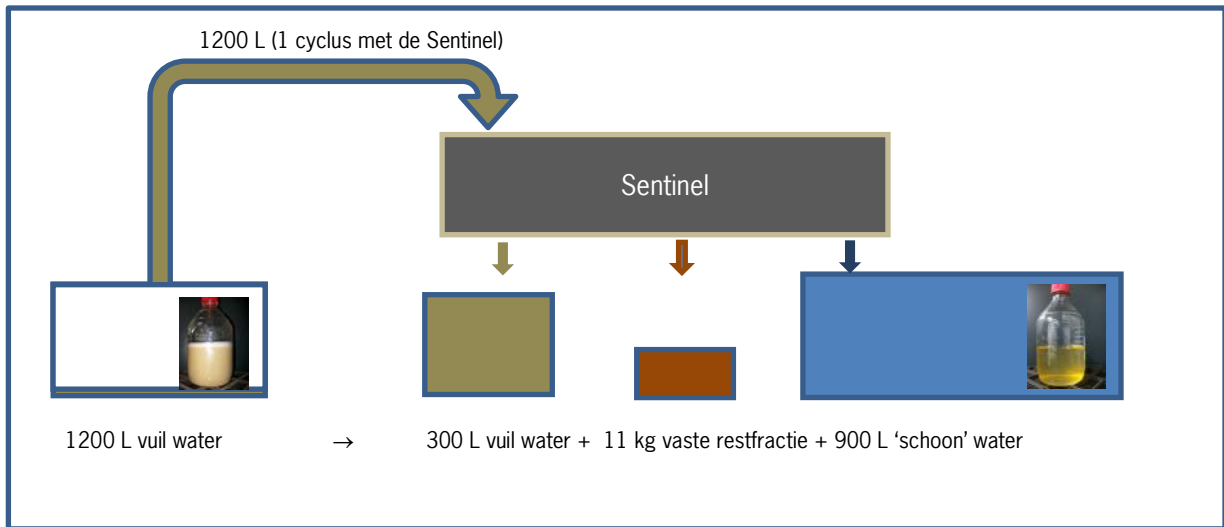 1200 L (1 cyclus met de Sentinel)
Sentinel
1200 L vuil water → 300 L vuil water + 11 kg vaste restfractie + 900 L ‘schoon’ water